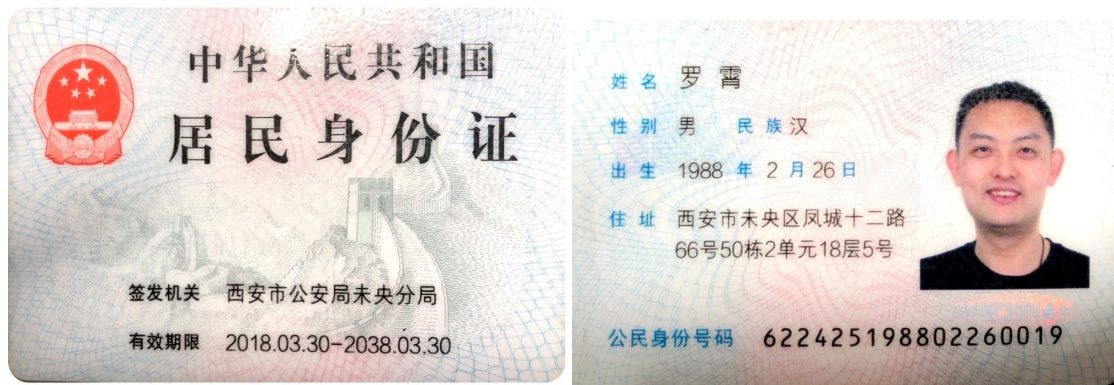 中华人民共和国
居民身份证
签发机关 西安市公安局未央分局
有效期限 2018.03.30-2038.03.30
姓名 罗霄
性别 男 民族 汉
出生 1988 年 2 月 26 日
住址 西安市未央区凤城十二路
66号50栋2单元18层5号
公民身份号码 622425198802260019